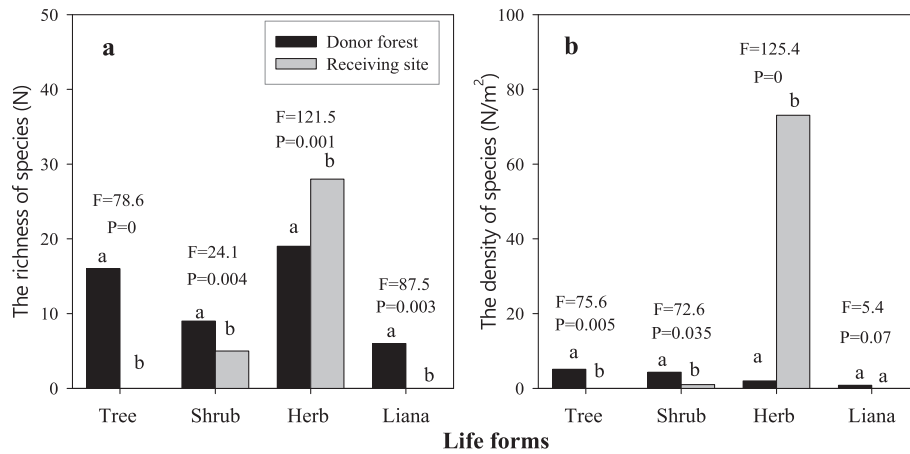 a
Donor forest
Receiving site
The richness of species (N)
50
40
30
20
10
0
F=78.6
P=0
a
b
F=24.1
P=0.004
a
b
F=121.5
P=0.001
a
b
F=87.5
P=0.003
a
b
Tree Shrub Herb Liana
b
The density of species (N/m²)
100
80
60
40
20
0
F=75.6
P=0.005
a
b
F=72.6
P=0.035
a
b
F=125.4
P=0
a
b
F=5.4
P=0.07
a a
Tree Shrub Herb Liana
Life forms